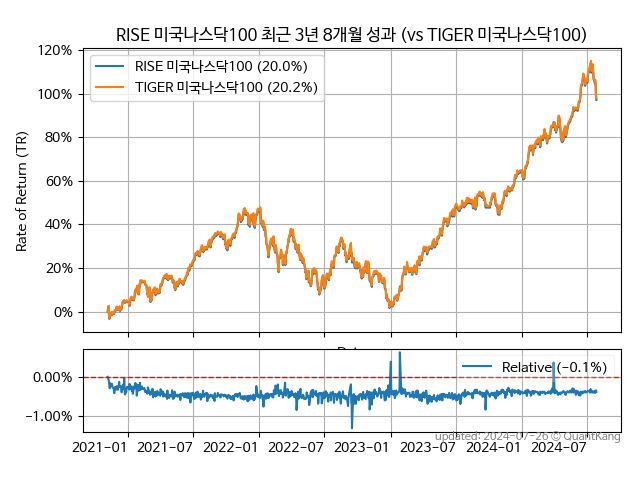 RISE 미국나스닥100 최근 3년 8개월 성과 (vs TIGER 미국나스닥100)
120%
100%
80%
60%
40%
20%
0%
Rate of Return (TR)
RISE 미국나스닥100 (20.0%)
TIGER 미국나스닥100 (20.2%)
0.00%
−1.00%
Relative (−0.1%)
2021−01 2021−07 2022−01 2022−07 2023−01 2023−07 2024−01 2024−07
updated: 2024−07−26 © QuantKang